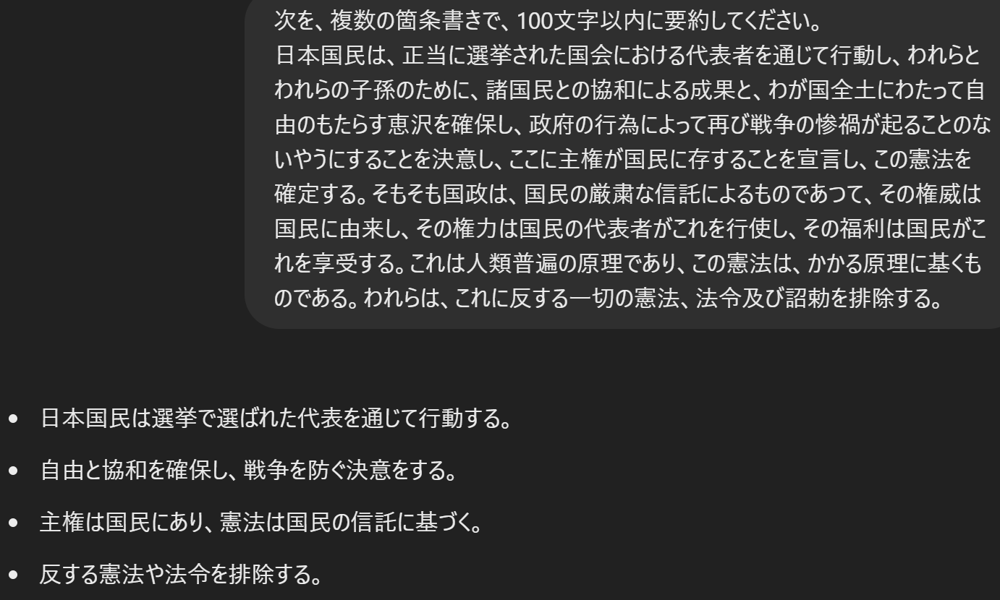 次を、複数の箇条書きで、100文字以内に要約してください。
日本国民は、正当に選挙された国会における代表者を通じて行動し、われらと
われらの子孫のために、諸国民との協和による成果と、わが国全土にわたって自
由のもたらす恵沢を確保し、政府の行為によって再び戦争の惨禍が起ることのな
いやうにすることを決意し、ここに主権が国民に存することを宣言し、この憲法を
確定する。そもそも国政は、国民の厳粛な信託によるものであつて、その権威は
国民に由来し、その権力は国民の代表者がこれを行使し、その福利は国民がこ
れを享受する。これは人類普遍の原理であり、この憲法は、かかる原理に基くも
のである。われらは、これに反する一切の憲法、法令及び詔勅を排除する。
• 日本国民は選挙で選ばれた代表を通じて行動する。
• 自由と協和を確保し、戦争を防ぐ決意をする。
• 主権は国民にあり、憲法は国民の信託に基づく。
• 反する憲法や法令を排除する。